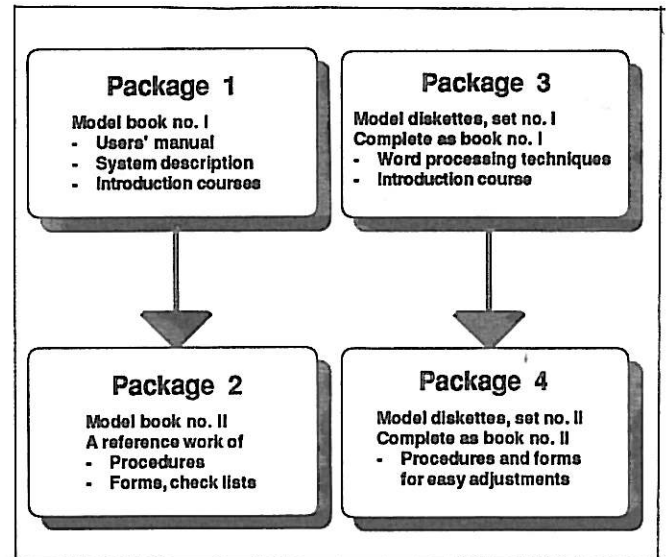 Package 1
Model book no. I
- Users' manual
- System description
- Introduction courses
Package 3
Model diskettes, set no. I
Complete as book no. I
- Word processing techniques
- Introduction course
Package 2
Model book no. II
A reference work of
- Procedures
- Forms, check lists
Package 4
Model diskettes, set no. II
Complete as book no. II
- Procedures and forms
for easy adjustments